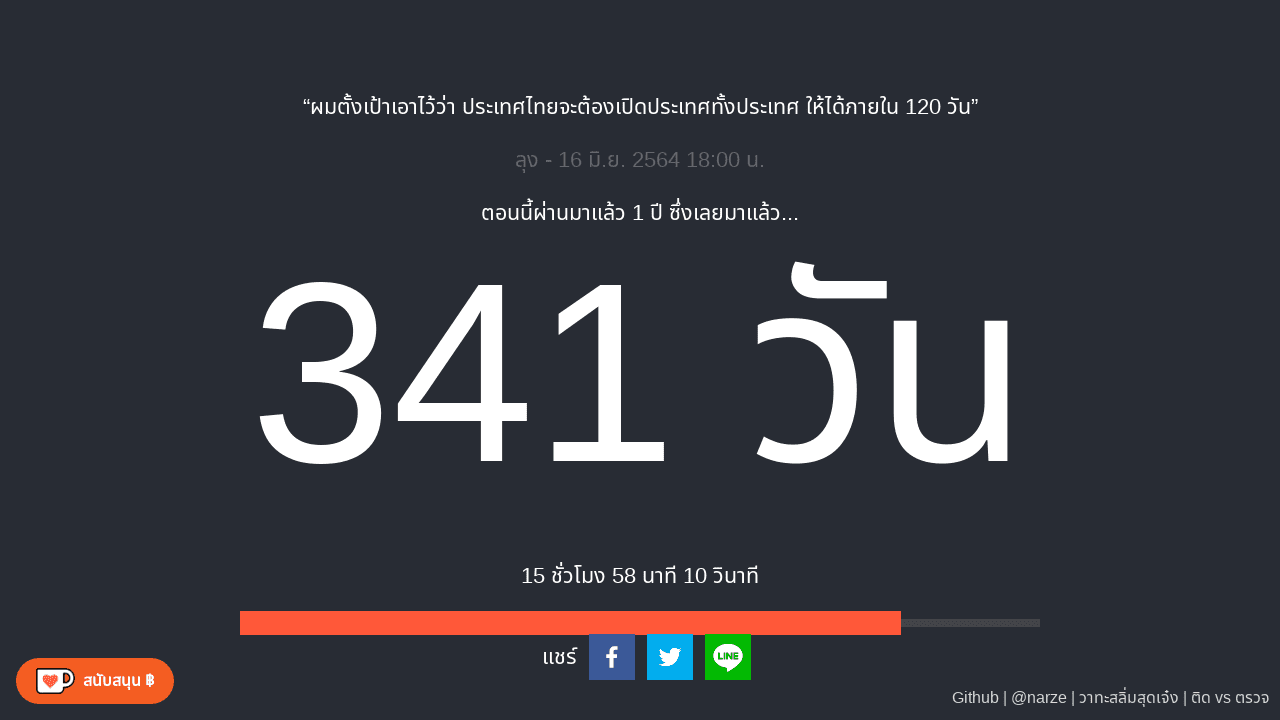 “ผมตั้งเป้าเอาไว้ว่า ประเทศไทยจะต้องเปิดประเทศทั้งประเทศ ให้ได้ภายใน 120 วัน”
ลุง - 16 มิ.ย. 2564 18:00 น.
ตอนนี้ผ่านมาแล้ว 1 ปี ซึ่งเลยมาแล้ว...
341 วัน
15 ชั่วโมง 58 นาที 10 วินาที
แชร์ LINE
สนับสนุน ฿
Github | @narze | วาทะสลิ่มสุดเจ๋ง | ติด vs ตรวจ